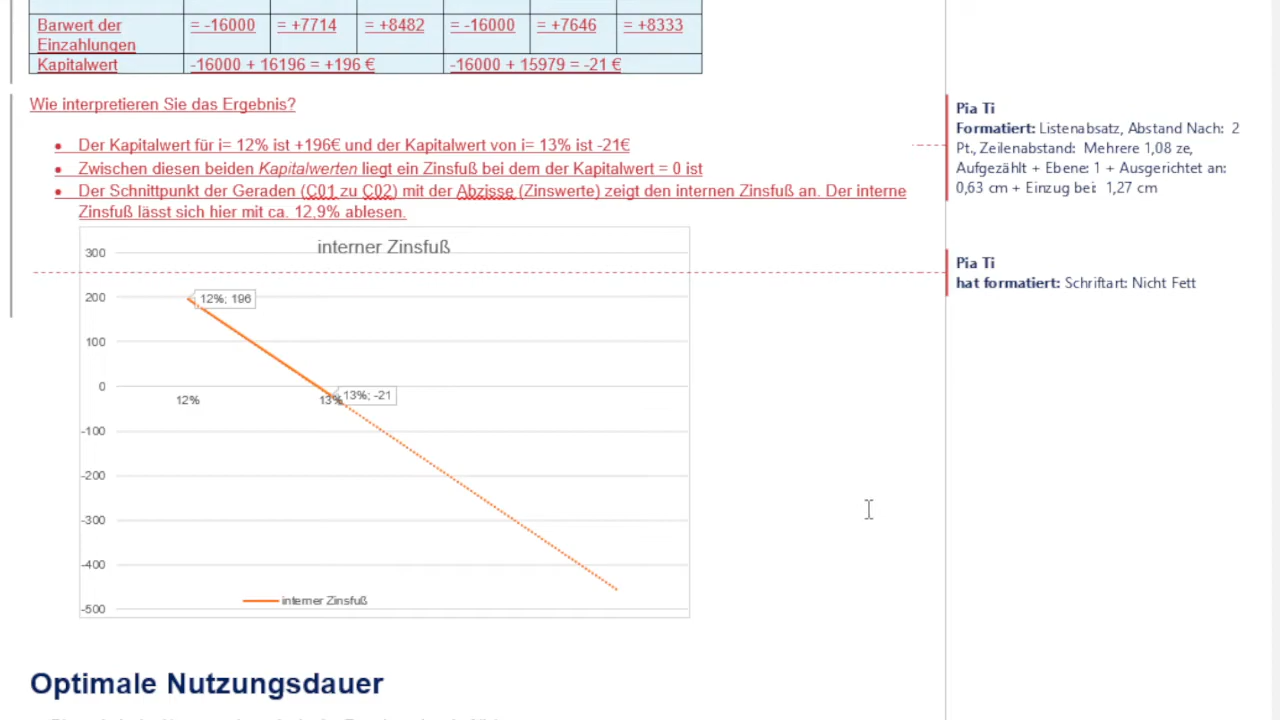 Barwert der = -16000 = +7714 = +8482 = -16000 = +7646 = +8333
Einzahlungen
Kapitalwert -16000 + 16196 = +196 € -16000 + 15979 = -21 €
Wie interpretieren Sie das Ergebnis?
• Der Kapitalwert für i= 12% ist +196€ und der Kapitalwert von i= 13% ist -21€
• Zwischen diesen beiden Kapitalwerten liegt ein Zinsfuß bei dem der Kapitalwert = 0 ist
• Der Schnittpunkt der Geraden (C01 zu C02) mit der Abzisse (Zinswerte) zeigt den internen Zinsfuß an. Der interne
Zinsfuß lässt sich hier mit ca. 12,9% ablesen.
interner Zinsfuß
300
200
12%; 196
100
0
13%; -21
12%
13%
-100
-200
-300
-400
-500
interner Zinsfuß
Optimale Nutzungsdauer
Pia Ti
Formatiert: Listenabsatz, Abstand Nach: 2
Pt., Zeilenabstand: Mehrere 1,08 ze,
Aufgezählt + Ebene: 1 + Ausgerichtet an:
0,63 cm + Einzug bei: 1,27 cm
Pia Ti
hat formatiert: Schriftart: Nicht Fett